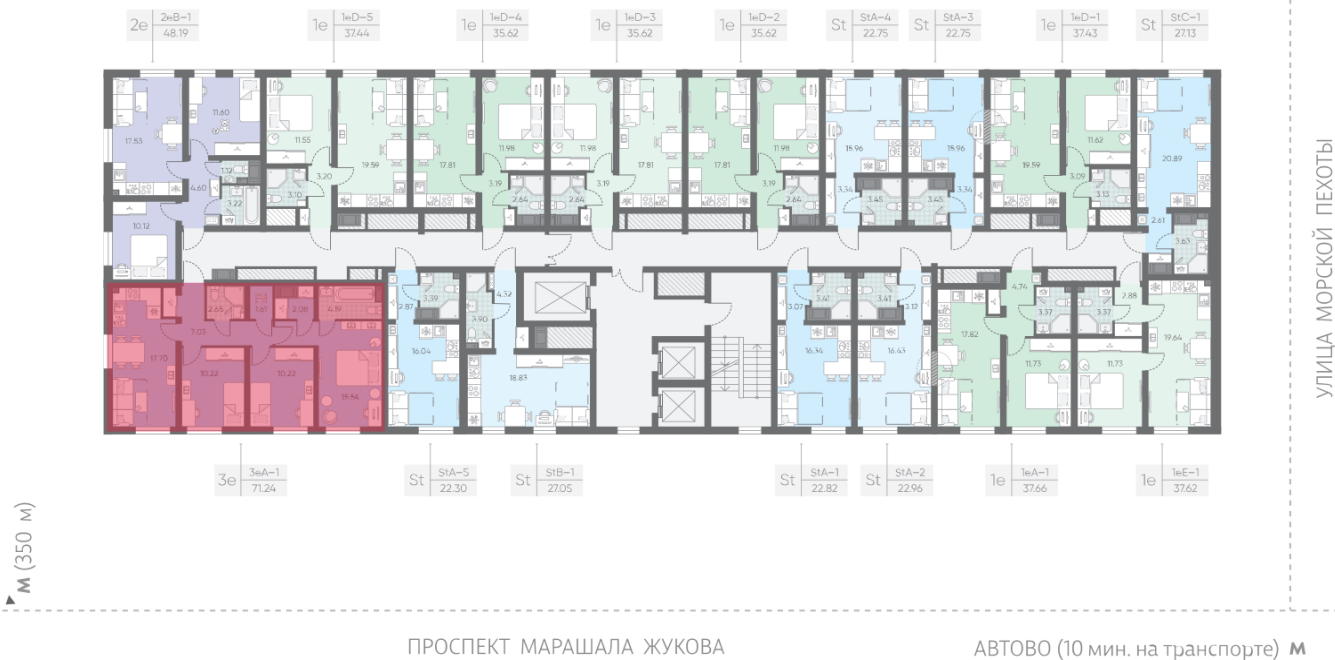 2еB-1
2е 48.19
1еD-5
1е 37.44
1еD-4
1е 35.62
1еD-3
1е 35.62
1еD-2
1е 35.62
StA-4
St 22.75
StA-3
St 22.75
1еD-1
1е 37.43
StC-1
St 27.13
17.53
11.60
11.55
19.59
17.81
11.98
11.98
17.81
17.81
11.98
15.96
15.96
19.59
11.62
20.89
1.12
4.60
3.22
3.10
3.20
3.19
2.64
2.64
3.19
3.19
2.64
3.34
3.45
3.45
3.34
3.09
3.13
2.61
3.63
10.12
17.70
7.03
2.65
1.61
2.08
4.19
10.22
10.22
15.54
2.87
3.39
16.04
3.90
4.32
18.83
3.07
3.41
16.34
3.41
3.12
16.43
17.82
4.74
3.37
11.73
3.37
2.88
11.73
19.64
3еA-1
3е 71.24
StA-5
St 22.30
StB-1
St 27.05
StA-1
St 22.82
StA-2
St 22.96
1еA-1
1е 37.66
1еE-1
1е 37.62
УЛИЦА МОРСКОЙ ПЕХОТЫ
М (350 м)
ПРОСПЕКТ МАРАШАЛА ЖУКОВА
АВТОВО (10 мин. на транспорте) М